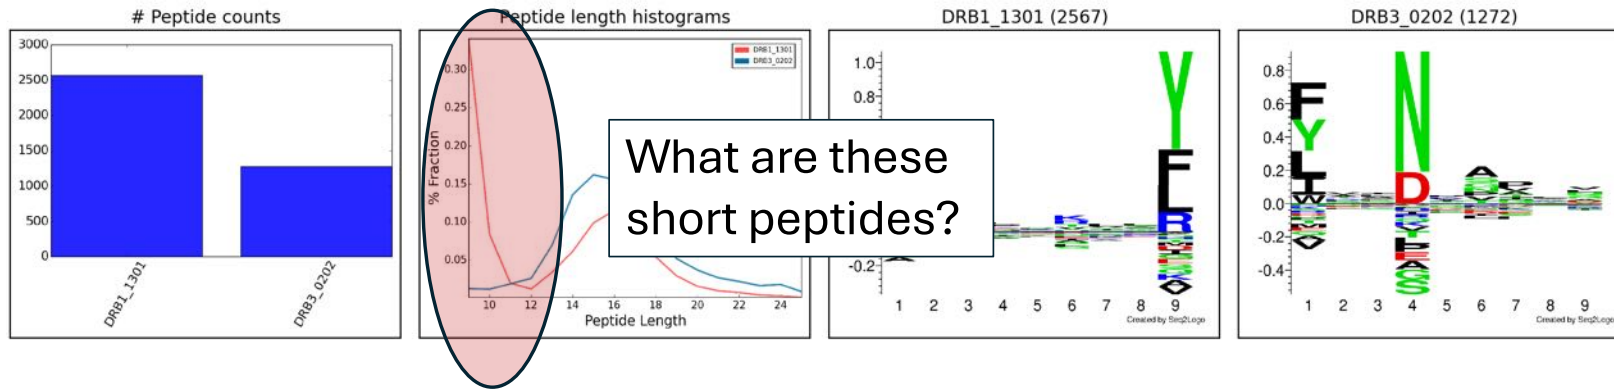 # Peptide counts
3000
2500
2000
1500
1000
500
0
DRB1_1301
DRB3_0202
Peptide length histograms
DRB1_1301
DRB3_0202
0.30
0.25
0.20
0.15
0.10
0.05
% Fraction
10 12 14 16 18 20 22 24
Peptide Length
What are these
short peptides?
DRB1_1301 (2567)
1.0
0.8
-0.2
Y
F
L
R
1 2 3 4 5 6 7 8 9
Created by Seq2Logo
DRB3_0202 (1272)
0.8
0.6
0.4
0.2
0.0
-0.2
-0.4
F
Y
L
I
N
D
A
1 2 3 4 5 6 7 8 9
Created by Seq2Logo